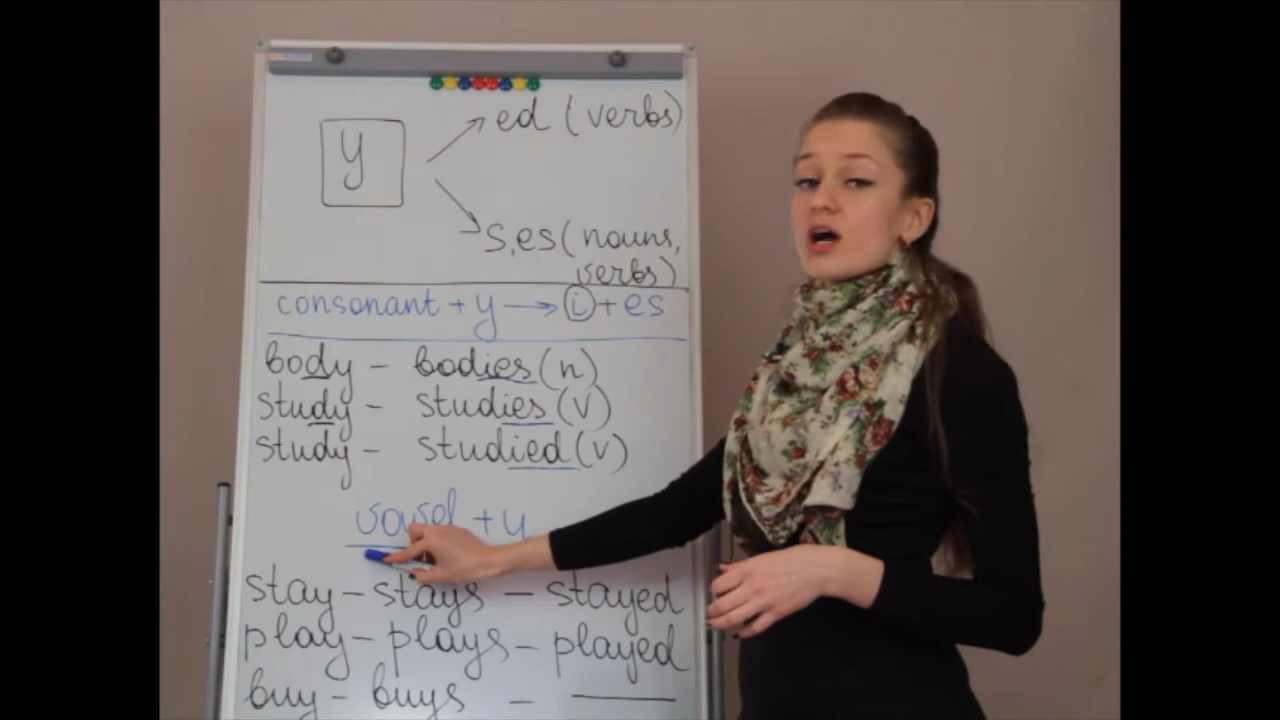 y
ed (verbs)
s,es (nouns,
verbs)
consonant + y → i + es
body - bodies (n)
study - studies (v)
study - studied (v)
vowel + y
stay - stays - stayed
play - plays - played
buy - buys - ___